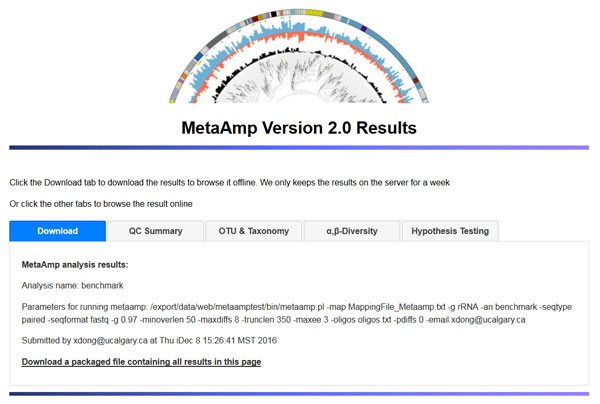 MetaAmp Version 2.0 Results
Click the Download tab to download the results to browse it offline. We only keeps the results on the server for a week
Or click the other tabs to browse the result online
Download
QC Summary
OTU & Taxonomy
α,β-Diversity
Hypothesis Testing
MetaAmp analysis results:
Analysis name: benchmark
Parameters for running metaamp: /export/data/web/metaamptest/bin/metaamp.pl -map MappingFile_Metaamp.txt -g rRNA -an benchmark -seqtype
paired -seqformat fastq -g 0.97 -minoverlen 50 -maxdiffs 8 -trunclen 350 -maxee 3 -oligos oligos.txt -pdiffs 0 -email xdong@ucalgary.ca
Submitted by xdong@ucalgary.ca at Thu iDec 8 15:26:41 MST 2016
Download a packaged file containing all results in this page